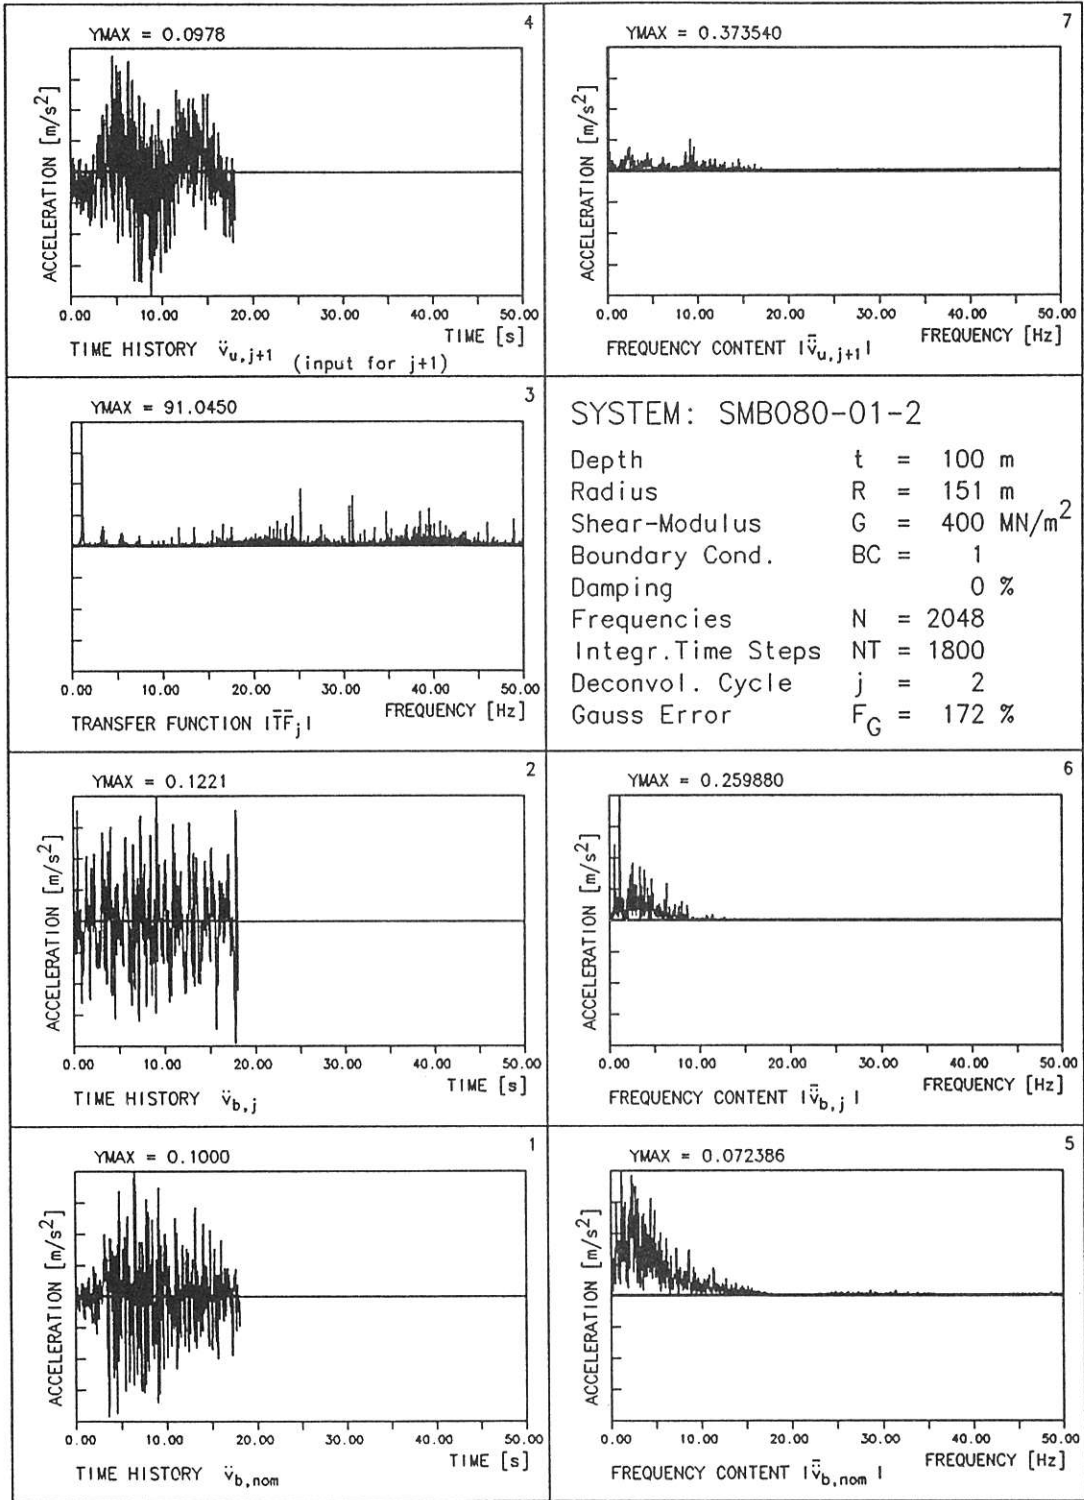 4
YMAX = 0.0978
ACCELERATION [m/s²]
0.00 10.00 20.00 30.00 40.00 50.00
TIME [s]
TIME HISTORY v̈u,j+1 (input for j+1)
7
YMAX = 0.373540
ACCELERATION [m/s²]
0.00 10.00 20.00 30.00 40.00 50.00
FREQUENCY [Hz]
FREQUENCY CONTENT |v̈̄u,j+1|
3
YMAX = 91.0450
0.00 10.00 20.00 30.00 40.00 50.00
FREQUENCY [Hz]
TRANSFER FUNCTION |T̄F̄j|
SYSTEM: SMB080-01-2
Depth t = 100 m
Radius R = 151 m
Shear-Modulus G = 400 MN/m²
Boundary Cond. BC = 1
Damping 0 %
Frequencies N = 2048
Integr.Time Steps NT = 1800
Deconvol. Cycle j = 2
Gauss Error FG = 172 %
2
YMAX = 0.1221
ACCELERATION [m/s²]
0.00 10.00 20.00 30.00 40.00 50.00
TIME [s]
TIME HISTORY v̈b,j
6
YMAX = 0.259880
ACCELERATION [m/s²]
0.00 10.00 20.00 30.00 40.00 50.00
FREQUENCY [Hz]
FREQUENCY CONTENT |v̈̄b,j|
1
YMAX = 0.1000
ACCELERATION [m/s²]
0.00 10.00 20.00 30.00 40.00 50.00
TIME [s]
TIME HISTORY v̈b,nom
5
YMAX = 0.072386
ACCELERATION [m/s²]
0.00 10.00 20.00 30.00 40.00 50.00
FREQUENCY [Hz]
FREQUENCY CONTENT |v̈̄b,nom|